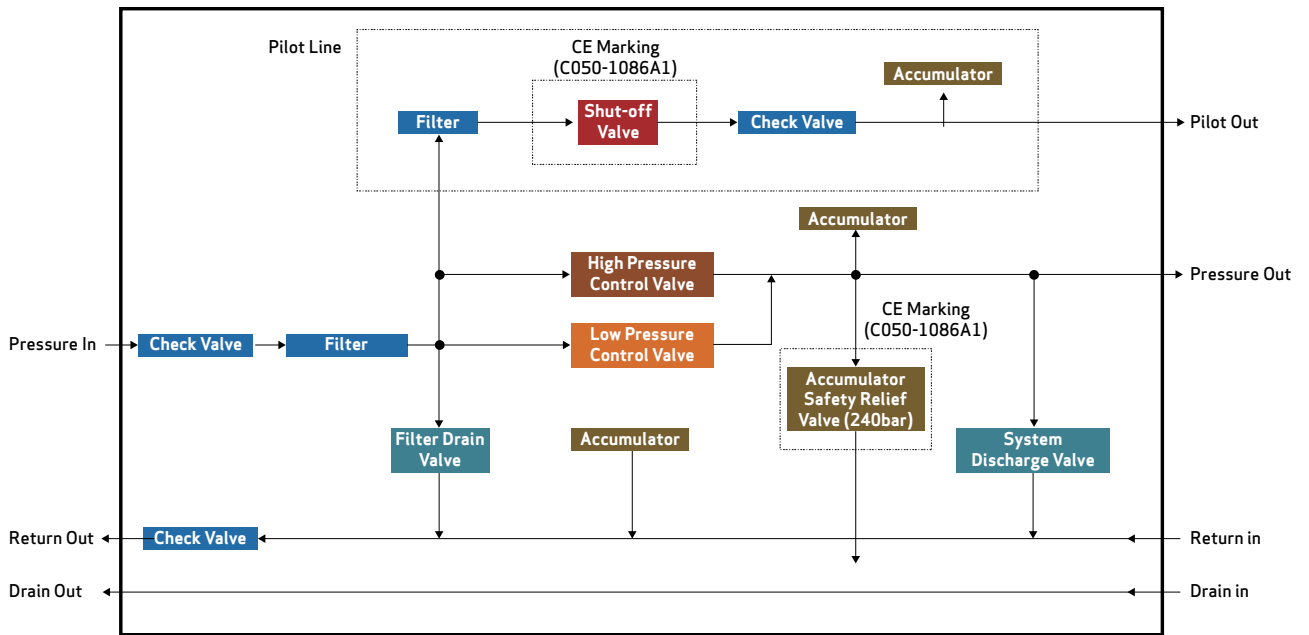 Pilot Line
CE Marking
(C050-1086A1)
Accumulator
Filter
Shut-off
Valve
Check Valve
Pilot Out
Accumulator
High Pressure
Control Valve
Pressure Out
CE Marking
(C050-1086A1)
Pressure In
Check Valve
Filter
Low Pressure
Control Valve
Accumulator
Safety Relief
Valve (240bar)
Filter Drain
Valve
Accumulator
System
Discharge Valve
Return Out
Check Valve
Return in
Drain Out
Drain in